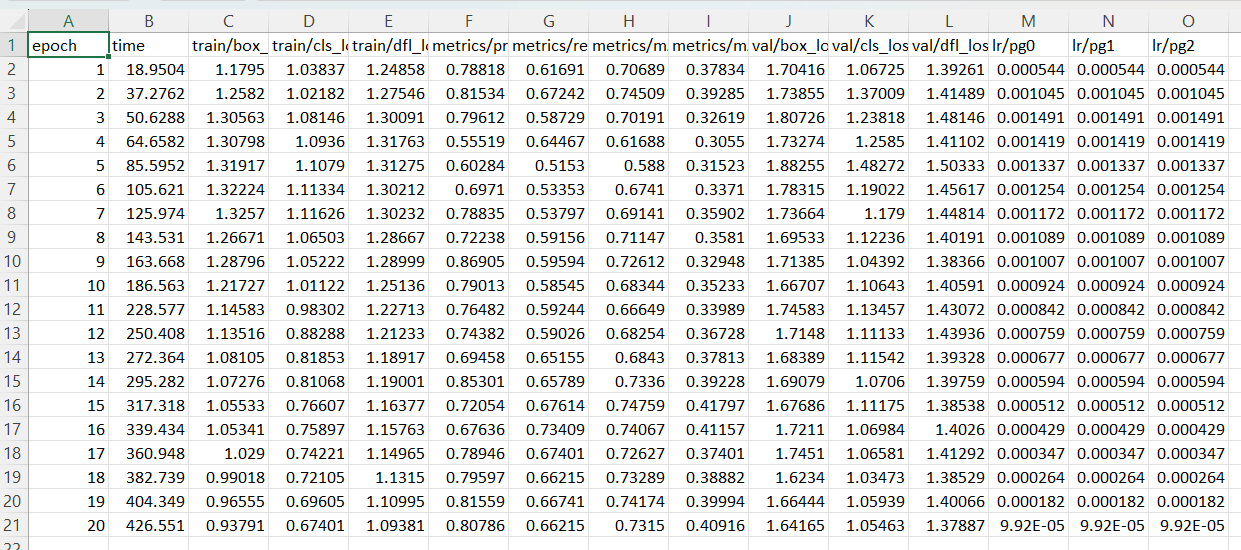 A B C D E F G H I J K L M N O
1 epoch time train/box_ train/cls_lo train/dfl_lo metrics/pr metrics/re metrics/m. metrics/m. val/box_lo val/cls_los val/dfl_los lr/pg0 lr/pg1 lr/pg2
2 1 18.9504 1.1795 1.03837 1.24858 0.78818 0.61691 0.70689 0.37834 1.70416 1.06725 1.39261 0.000544 0.000544 0.000544
3 2 37.2762 1.2582 1.02182 1.27546 0.81534 0.67242 0.74509 0.39285 1.73855 1.37009 1.41489 0.001045 0.001045 0.001045
4 3 50.6288 1.30563 1.08146 1.30091 0.79612 0.58729 0.70191 0.32619 1.80726 1.23818 1.48146 0.001491 0.001491 0.001491
5 4 64.6582 1.30798 1.0936 1.31763 0.55519 0.64467 0.61688 0.3055 1.73274 1.2585 1.41102 0.001419 0.001419 0.001419
6 5 85.5952 1.31917 1.1079 1.31275 0.60284 0.5153 0.588 0.31523 1.88255 1.48272 1.50333 0.001337 0.001337 0.001337
7 6 105.621 1.32224 1.11334 1.30212 0.6971 0.53353 0.6741 0.3371 1.78315 1.19022 1.45617 0.001254 0.001254 0.001254
8 7 125.974 1.3257 1.11626 1.30232 0.78835 0.53797 0.69141 0.35902 1.73664 1.179 1.44814 0.001172 0.001172 0.001172
9 8 143.531 1.26671 1.06503 1.28667 0.72238 0.59156 0.71147 0.3581 1.69533 1.12236 1.40191 0.001089 0.001089 0.001089
10 9 163.668 1.28796 1.05222 1.28999 0.86905 0.59594 0.72612 0.32948 1.71385 1.04392 1.38366 0.001007 0.001007 0.001007
11 10 186.563 1.21727 1.01122 1.25136 0.79013 0.58545 0.68344 0.35233 1.66707 1.10643 1.40591 0.000924 0.000924 0.000924
12 11 228.577 1.14583 0.98302 1.22713 0.76482 0.59244 0.66649 0.33989 1.74583 1.13457 1.43072 0.000842 0.000842 0.000842
13 12 250.408 1.13516 0.88288 1.21233 0.74382 0.59026 0.68254 0.36728 1.7148 1.11133 1.43936 0.000759 0.000759 0.000759
14 13 272.364 1.08105 0.81853 1.18917 0.69458 0.65155 0.6843 0.37813 1.68389 1.11542 1.39328 0.000677 0.000677 0.000677
15 14 295.282 1.07276 0.81068 1.19001 0.85301 0.65789 0.7336 0.39228 1.69079 1.0706 1.39759 0.000594 0.000594 0.000594
16 15 317.318 1.05533 0.76607 1.16377 0.72054 0.67614 0.74759 0.41797 1.67686 1.11175 1.38538 0.000512 0.000512 0.000512
17 16 339.434 1.05341 0.75897 1.15763 0.67636 0.73409 0.74067 0.41157 1.7211 1.06984 1.4026 0.000429 0.000429 0.000429
18 17 360.948 1.029 0.74221 1.14965 0.78946 0.67401 0.72627 0.37401 1.7451 1.06581 1.41292 0.000347 0.000347 0.000347
19 18 382.739 0.99018 0.72105 1.1315 0.79597 0.66215 0.73289 0.38882 1.6234 1.03473 1.38529 0.000264 0.000264 0.000264
20 19 404.349 0.96555 0.69605 1.10995 0.81559 0.66741 0.74174 0.39994 1.66444 1.05939 1.40066 0.000182 0.000182 0.000182
21 20 426.551 0.93791 0.67401 1.09381 0.80786 0.66215 0.7315 0.40916 1.64165 1.05463 1.37887 9.92E-05 9.92E-05 9.92E-05
22